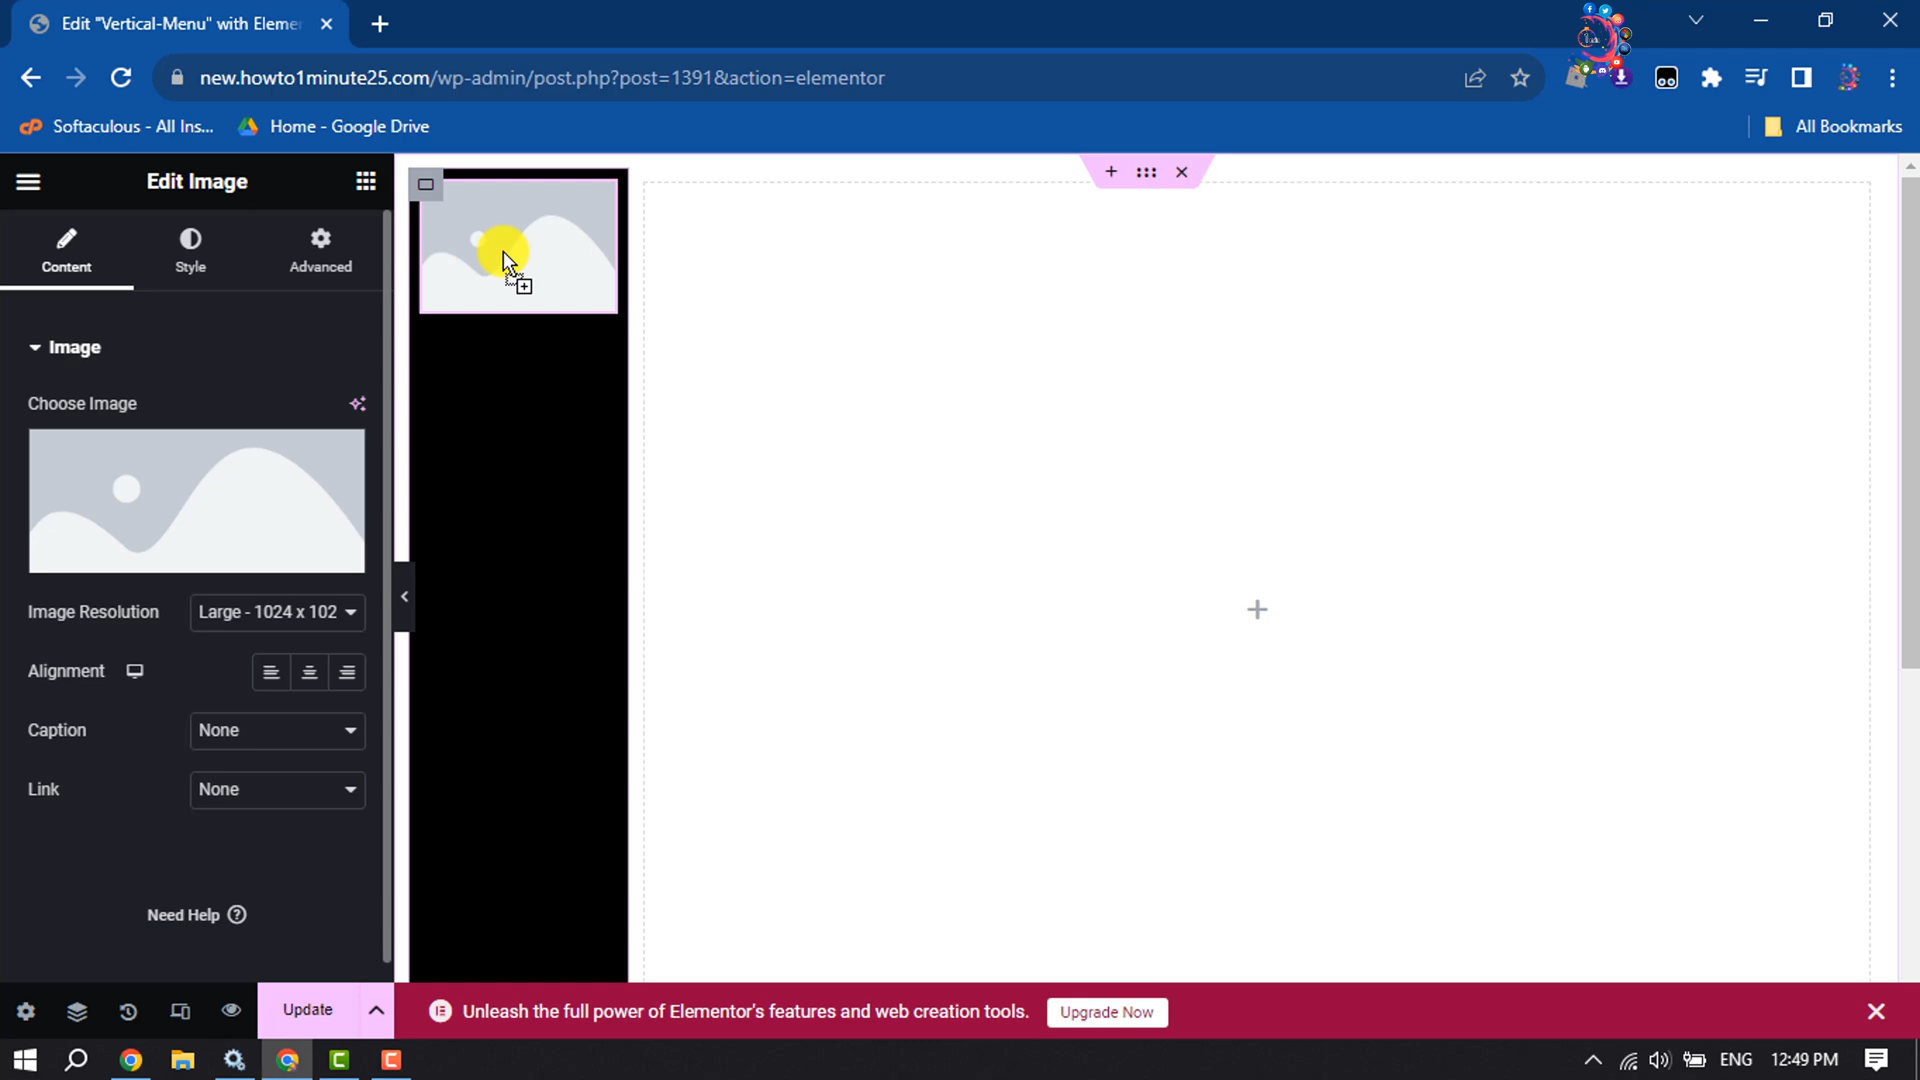 Edit "Vertical-Menu" with Eleme
new.howto1minute25.com/wp-admin/post.php?post=1391&action=elementor
Softaculous - All Ins...
Home - Google Drive
All Bookmarks
Edit Image
Content
Style
Advanced
Image
Choose Image
Image Resolution
Large - 1024 x 102
Alignment
Caption
None
Link
None
Need Help
Update
Unleash the full power of Elementor's features and web creation tools.
Upgrade Now
ENG
12:49 PM